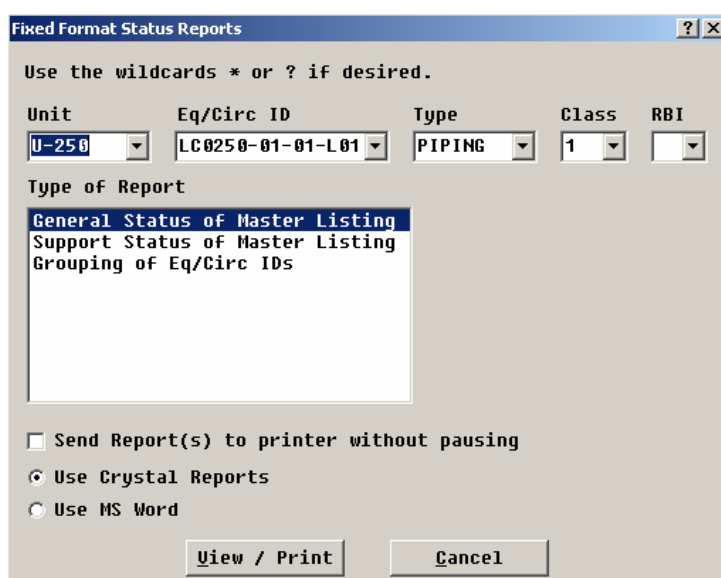 Fixed Format Status Reports
Use the wildcards * or ? if desired.
Unit Eq/Circ ID Type Class RBI
U-250 LC0250-01-01-L01 PIPING 1
Type of Report
General Status of Master Listing
Support Status of Master Listing
Grouping of Eq/Circ IDs
Send Report(s) to printer without pausing
Use Crystal Reports
Use MS Word
View / Print Cancel